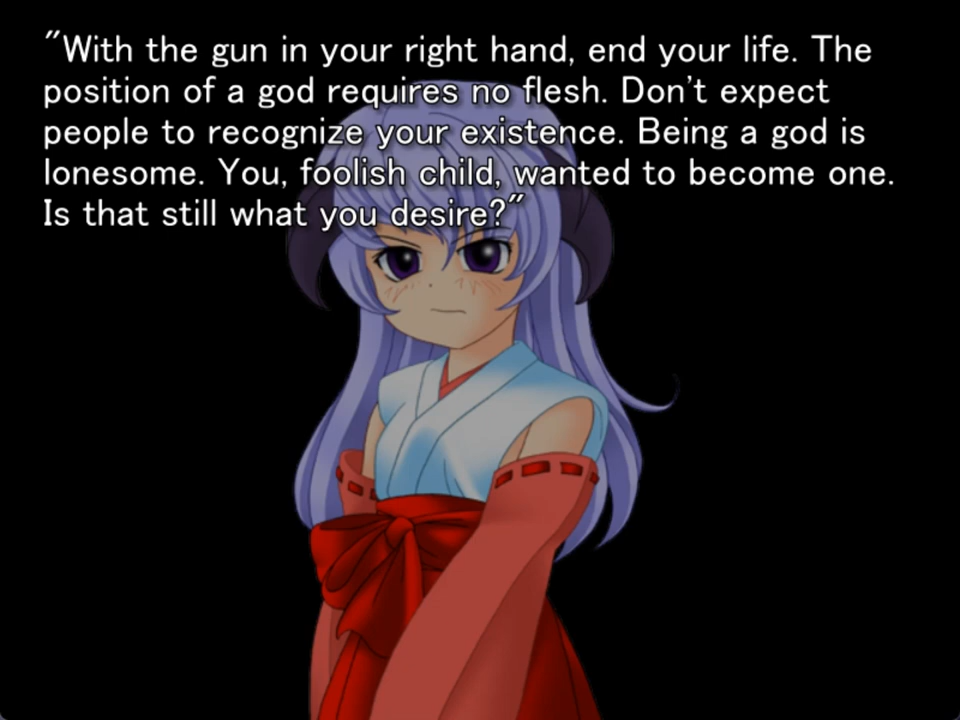 "With the gun in your right hand, end your life. The
position of a god requires no flesh. Don't expect
people to recognize your existence. Being a god is
lonesome. You, foolish child, wanted to become one.
Is that still what you desire?"